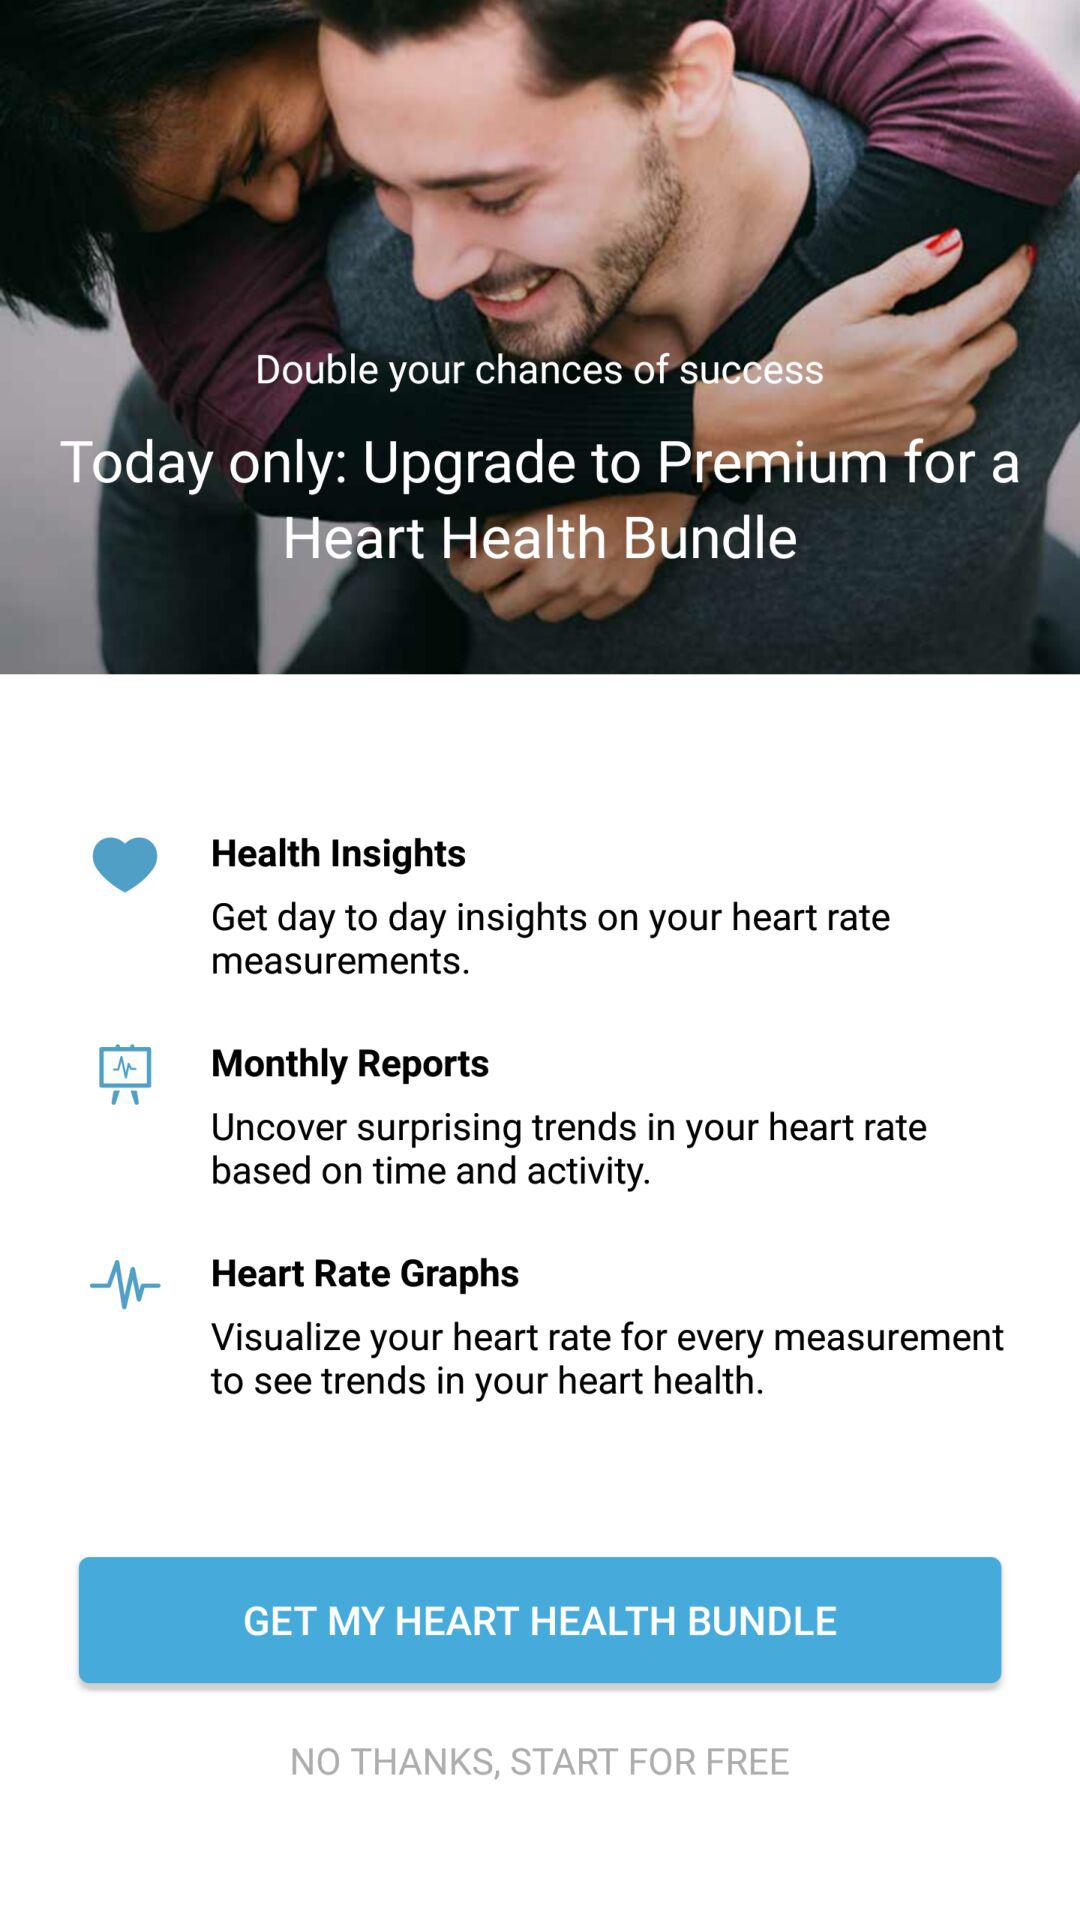 Double your chances of success
Today only: Upgrade to Premium for a
Heart Health Bundle
Health Insights
Get day to day insights on your heart rate
measurements.
Monthly Reports
Uncover surprising trends in your heart rate
based on time and activity.
Heart Rate Graphs
Visualize your heart rate for every measurement
to see trends in your heart health.
GET MY HEART HEALTH BUNDLE
NO THANKS, START FOR FREE